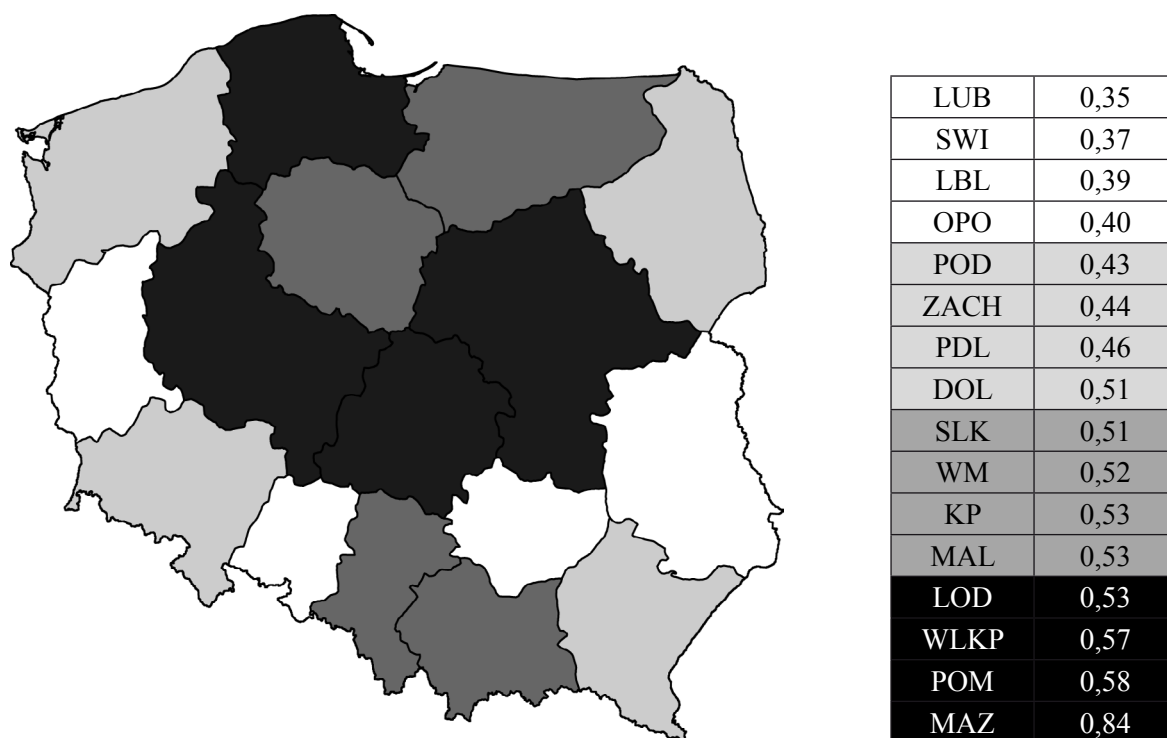 LUB 0,35
SWI 0,37
LBL 0,39
OPO 0,40
POD 0,43
ZACH 0,44
PDL 0,46
DOL 0,51
SLK 0,51
WM 0,52
KP 0,53
MAL 0,53
LOD 0,53
WLKP 0,57
POM 0,58
MAZ 0,84